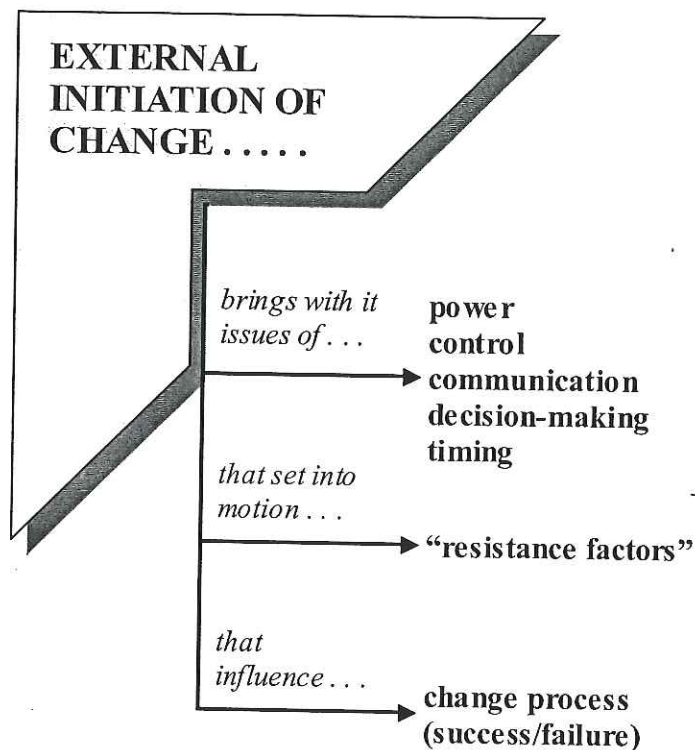 EXTERNAL
INITIATION OF
CHANGE . . . . .
brings with it
issues of . . .
power
control
communication
decision-making
timing
that set into
motion . . .
“resistance factors”
that
influence . . .
change process
(success/failure)